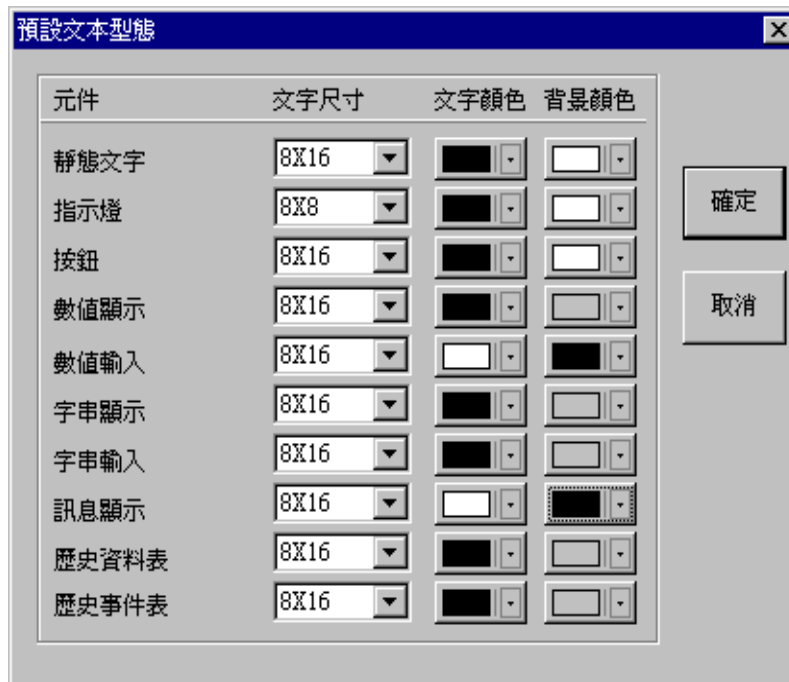 預設文本型態
元件 文字尺寸 文字顏色 背景顏色
靜態文字 8X16
指示燈 8X8
按鈕 8X16
數值顯示 8X16
數值輸入 8X16
字串顯示 8X16
字串輸入 8X16
訊息顯示 8X16
歷史資料表 8X16
歷史事件表 8X16
確定
取消